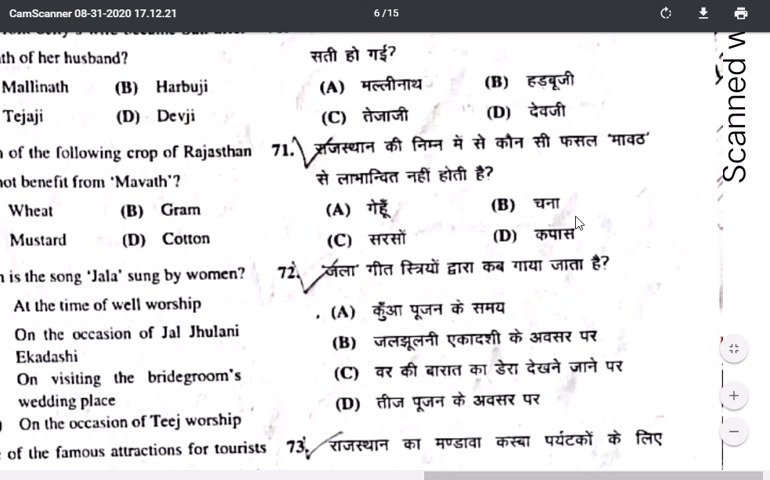 CamScanner 08-31-2020 17.12.21
6 / 15
th of her husband?
सती हो गई?
Mallinath (B) Harbuji
(A) मल्लीनाथ (B) हड़बूजी
Tejaji (D) Devji
(C) तेजाजी (D) देवजी
of the following crop of Rajasthan
71. राजस्थान की निम्न में से कौन सी फसल 'मावठ'
not benefit from 'Mavath'?
से लाभान्वित नहीं होती है?
Wheat (B) Gram
(A) गेहूँ (B) चना
Mustard (D) Cotton
(C) सरसों (D) कपास
is the song 'Jala' sung by women?
72. 'जला' गीत स्त्रियों द्वारा कब गाया जाता है?
At the time of well worship
(A) कुँआ पूजन के समय
On the occasion of Jal Jhulani
Ekadashi
(B) जलझूलनी एकादशी के अवसर पर
On visiting the bridegroom's
wedding place
(C) वर की बारात का डेरा देखने जाने पर
On the occasion of Teej worship
(D) तीज पूजन के अवसर पर
of the famous attractions for tourists
73. राजस्थान का मण्डावा कस्बा पर्यटकों के लिए
Scanned w